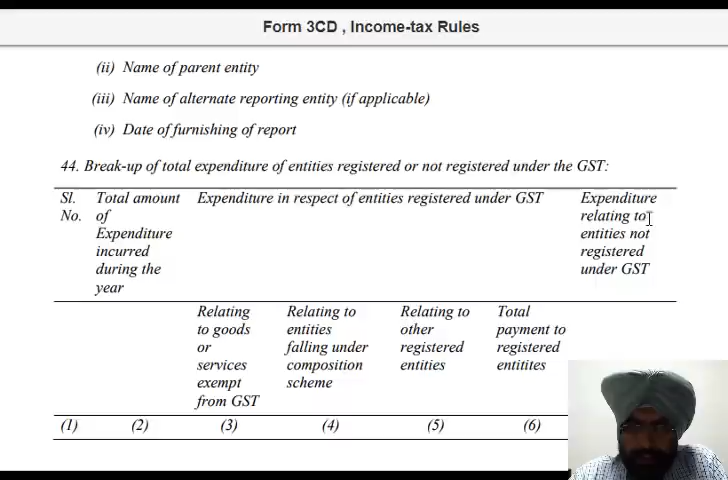 Form 3CD , Income-tax Rules
(ii) Name of parent entity
(iii) Name of alternate reporting entity (if applicable)
(iv) Date of furnishing of report
44. Break-up of total expenditure of entities registered or not registered under the GST:
Sl. No.
Total amount of Expenditure incurred during the year
Expenditure in respect of entities registered under GST
Expenditure relating to entities not registered under GST
Relating to goods or services exempt from GST
Relating to entities falling under composition scheme
Relating to other registered entities
Total payment to registered entitites
(1) (2) (3) (4) (5) (6)